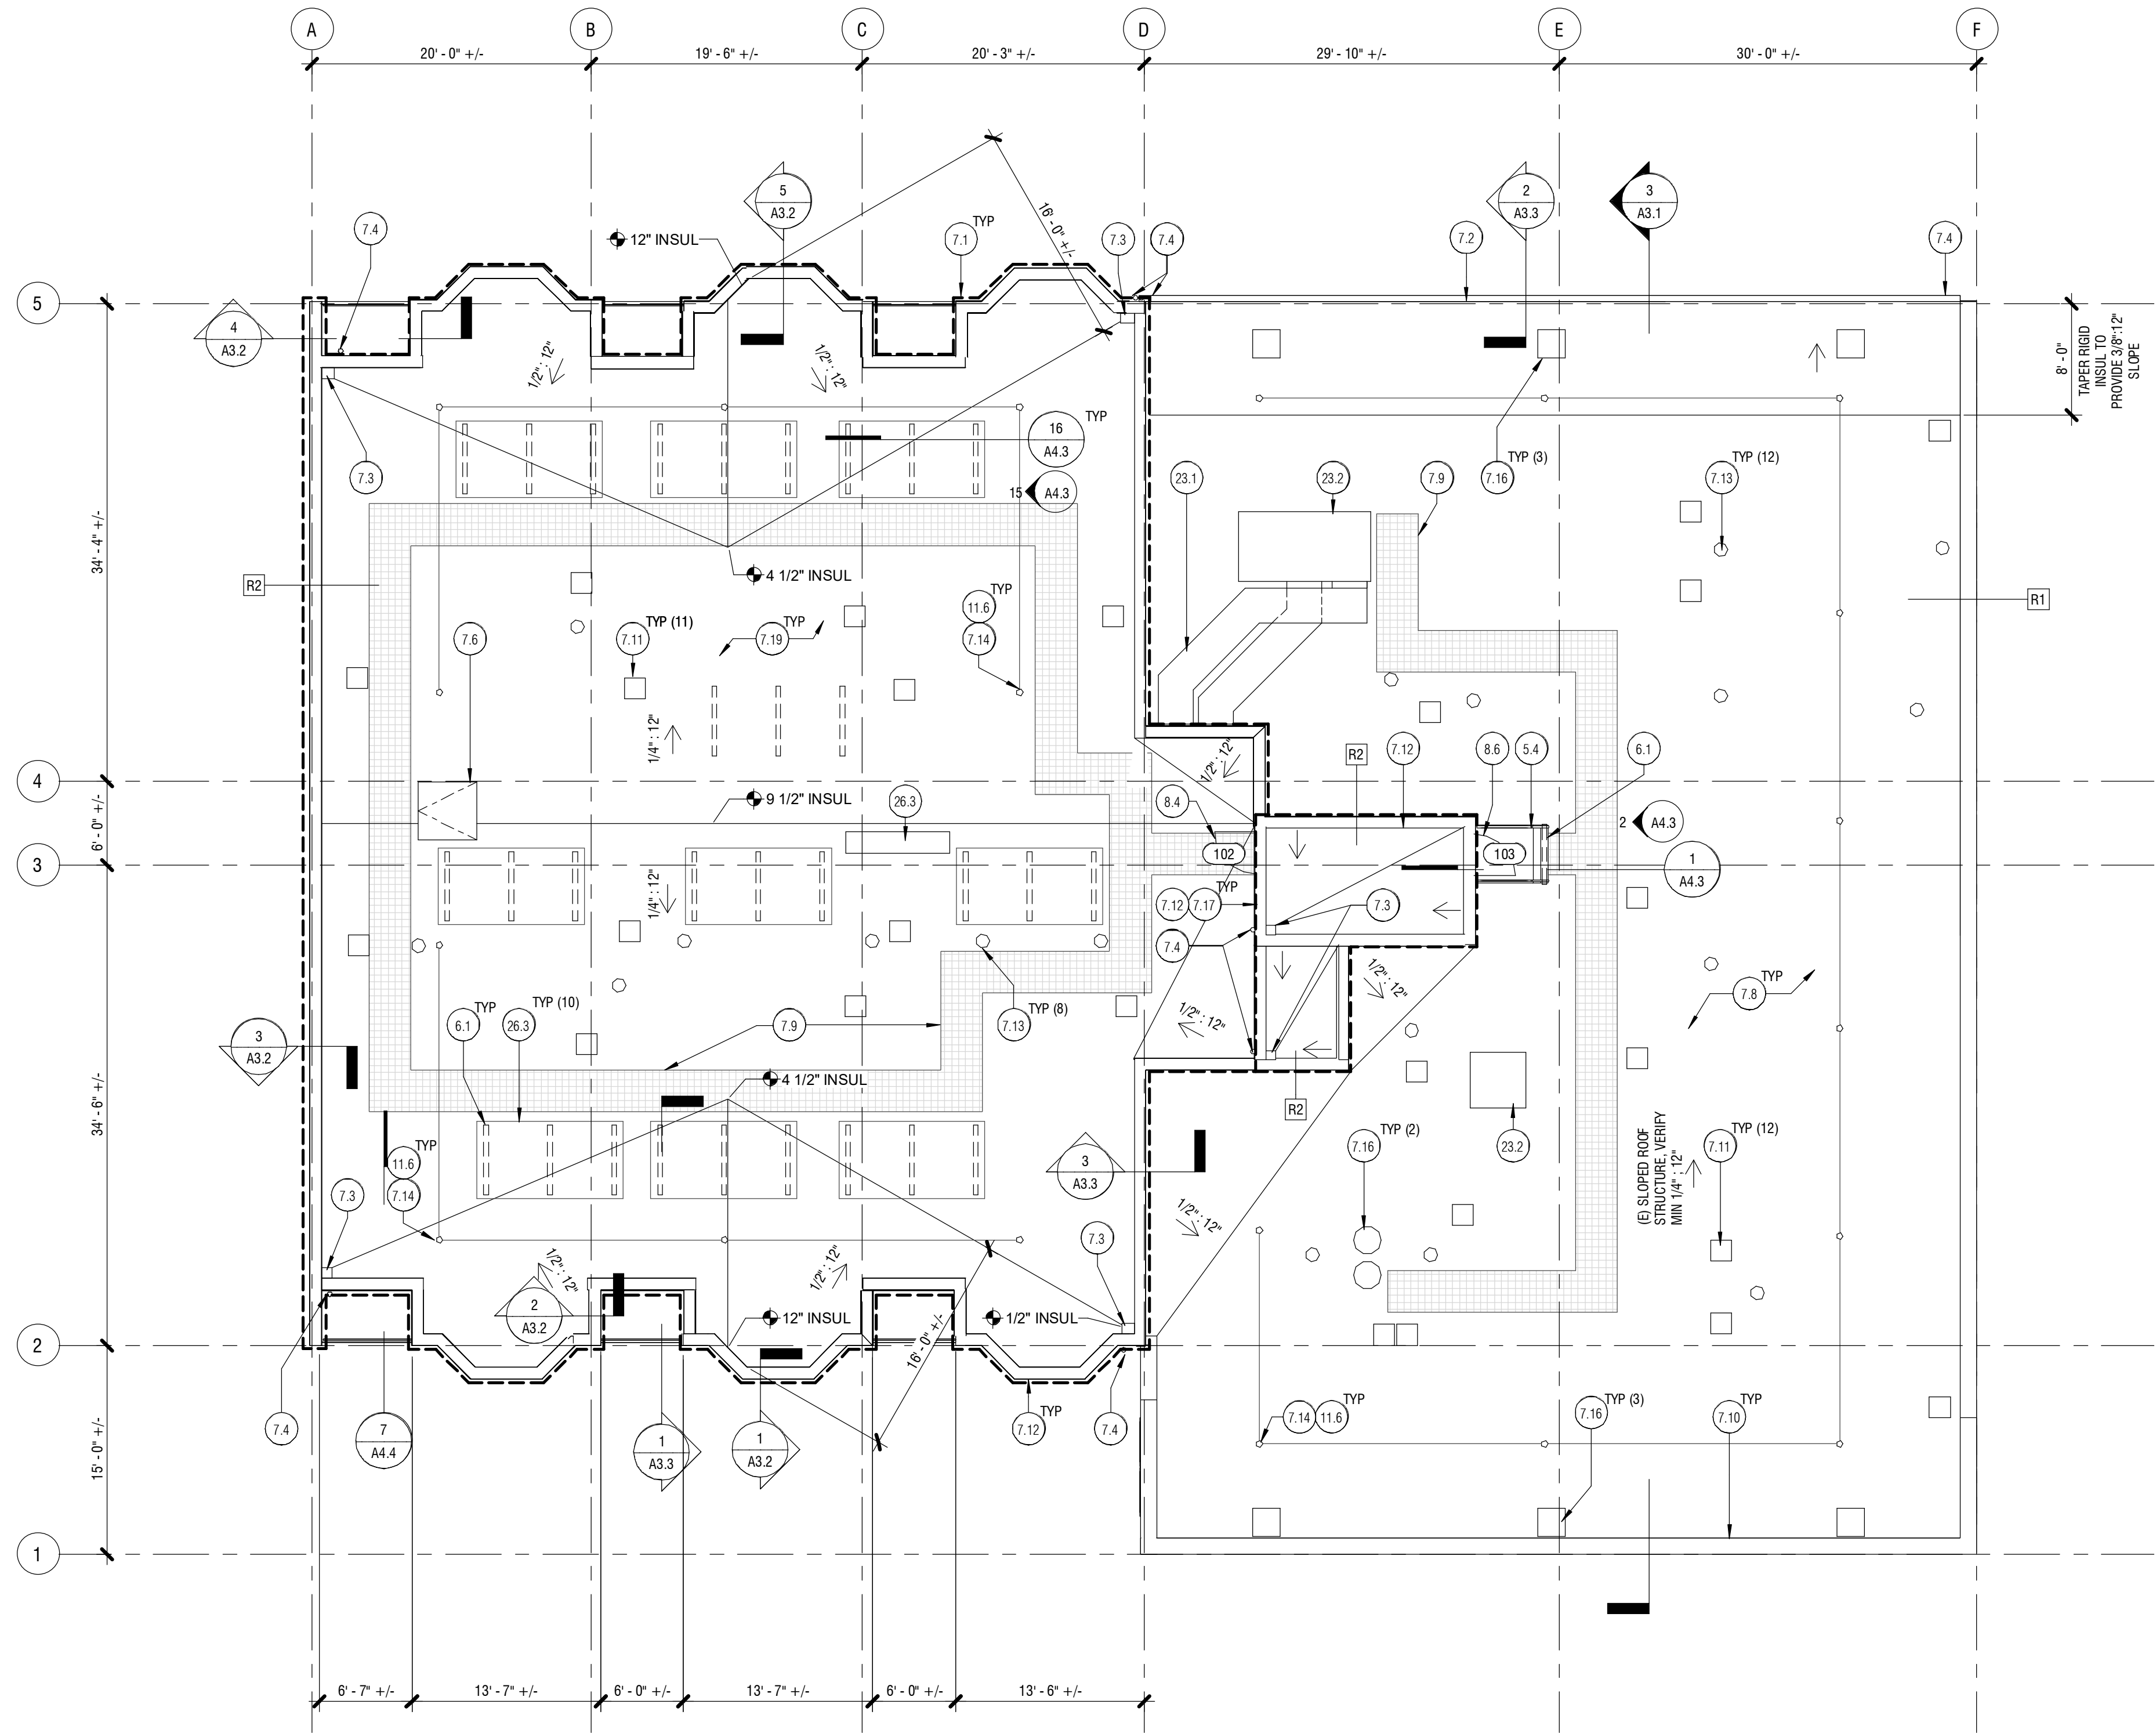 A
B
C
D
E
F
20' - 0" +/-
19' - 6" +/-
20' - 3" +/-
29' - 10" +/-
30' - 0" +/-
5
A3.2
2
A3.3
3
A3.1
7.4
12" INSUL
7.1
TYP
16' - 0" +/-
7.3
7.4
7.2
7.4
5
4
A3.2
1/2" : 12"
1/2" : 12"
8' - 0"
TAPER RIGID
INSUL TO
PROVIDE 3/8":12"
SLOPE
16
A4.3
TYP
7.3
15
A4.3
23.1
23.2
7.9
7.16
TYP (3)
7.13
TYP (12)
34' - 4" +/-
R2
4 1/2" INSUL
R1
7.6
7.11
TYP (11)
7.19
TYP
TYP
11.6
7.14
1/4" : 12"
1/2" : 12"
R2
7.12
8.6
5.4
6.1
4
9 1/2" INSUL
26.3
8.4
2
A4.3
6' - 0" +/-
102
103
3
1
A4.3
1/4" : 12"
7.12
7.17
TYP
7.3
7.4
1/2" : 12"
7.8
TYP
1/2" : 12"
3
A3.2
6.1
TYP
26.3
TYP (10)
7.9
7.13
TYP (8)
34' - 6" +/-
4 1/2" INSUL
R2
TYP
11.6
7.14
7.3
3
A3.3
7.16
TYP (2)
23.2
(E) SLOPED ROOF
STRUCTURE, VERIFY
MIN 1/4" : 12"
7.11
TYP (12)
1/2" : 12"
7.3
1/2" : 12"
1/2" : 12"
2
A3.2
12" INSUL
1/2" INSUL
16' - 0" +/-
2
15' - 0" +/-
7.4
7
A4.4
1
A3.3
1
A3.2
7.12
TYP
7.4
7.14
11.6
TYP
7.16
TYP (3)
7.10
TYP
1
6' - 7" +/-
13' - 7" +/-
6' - 0" +/-
13' - 7" +/-
6' - 0" +/-
13' - 6" +/-